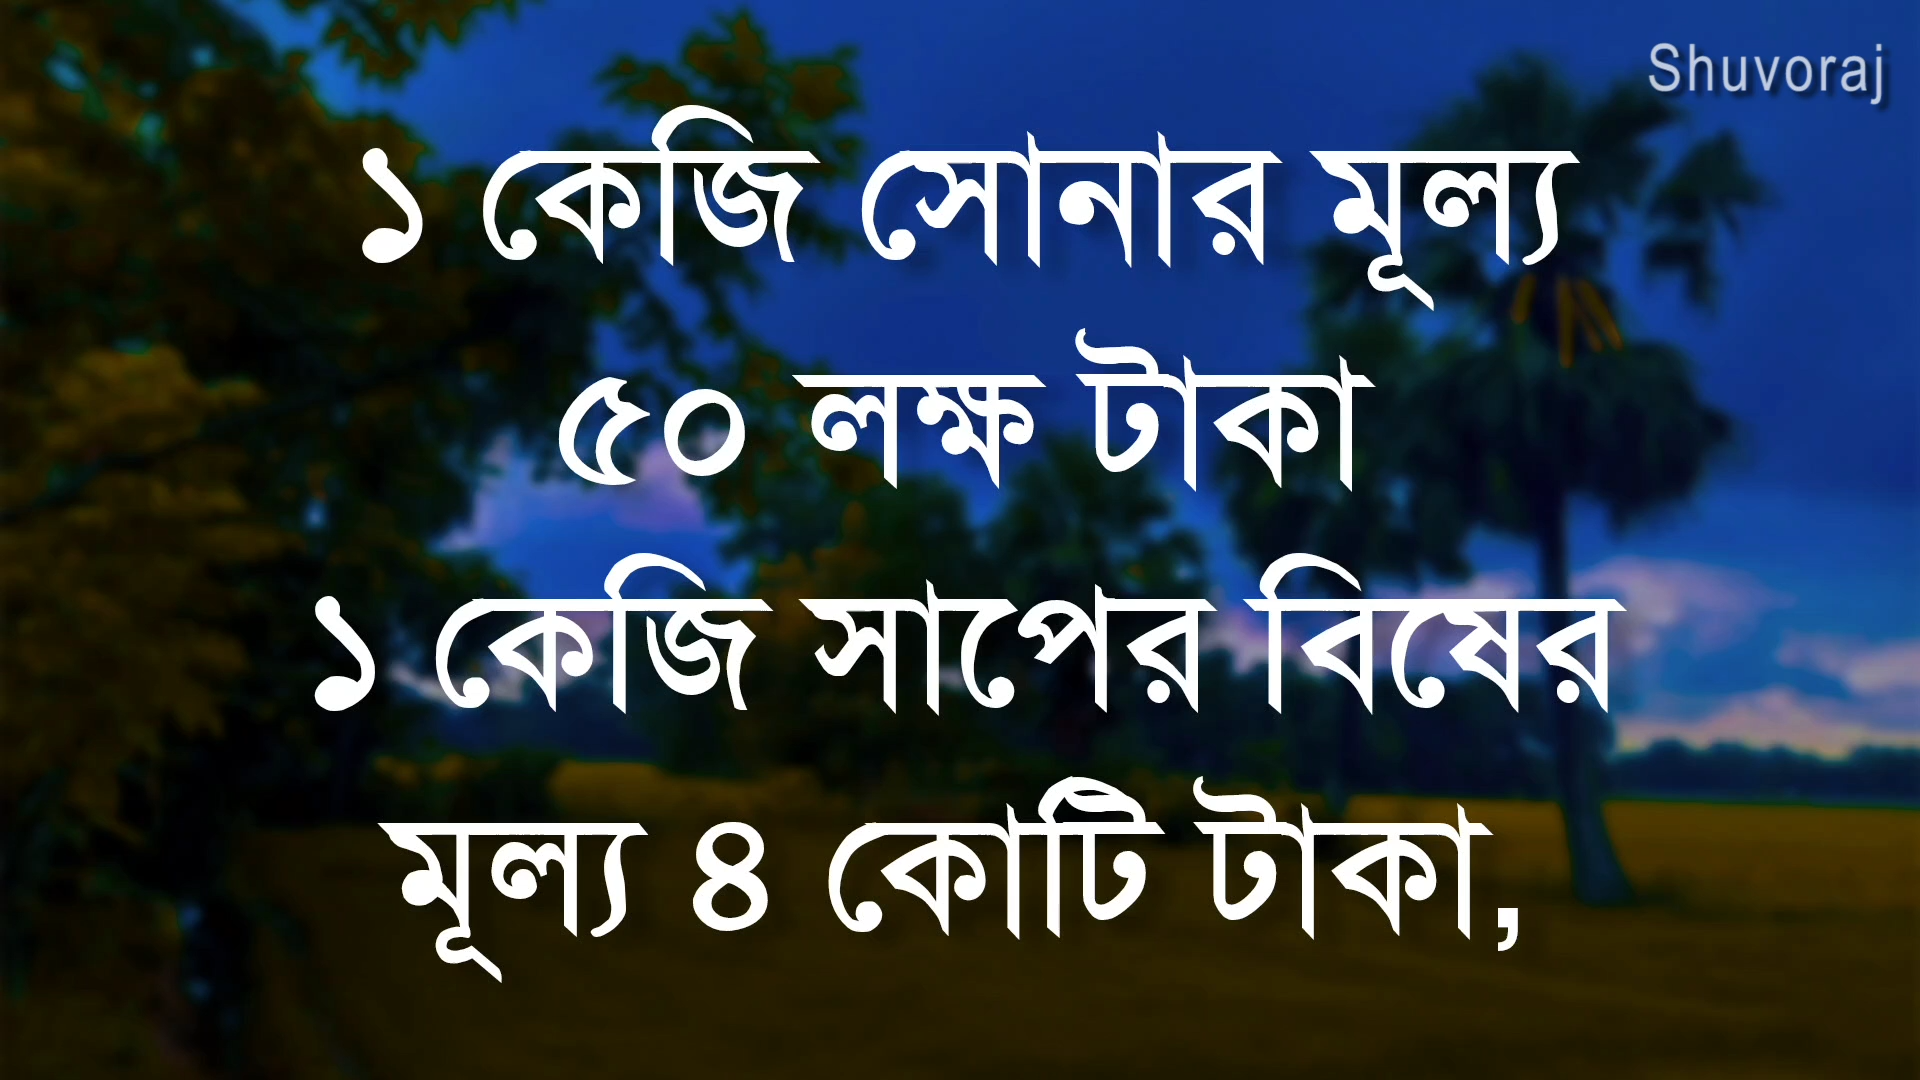 Shuvoraj
১ কেজি সোনার মূল্য
৫০ লক্ষ টাকা
১ কেজি সাপের বিষের
মূল্য ৪ কোটি টাকা,